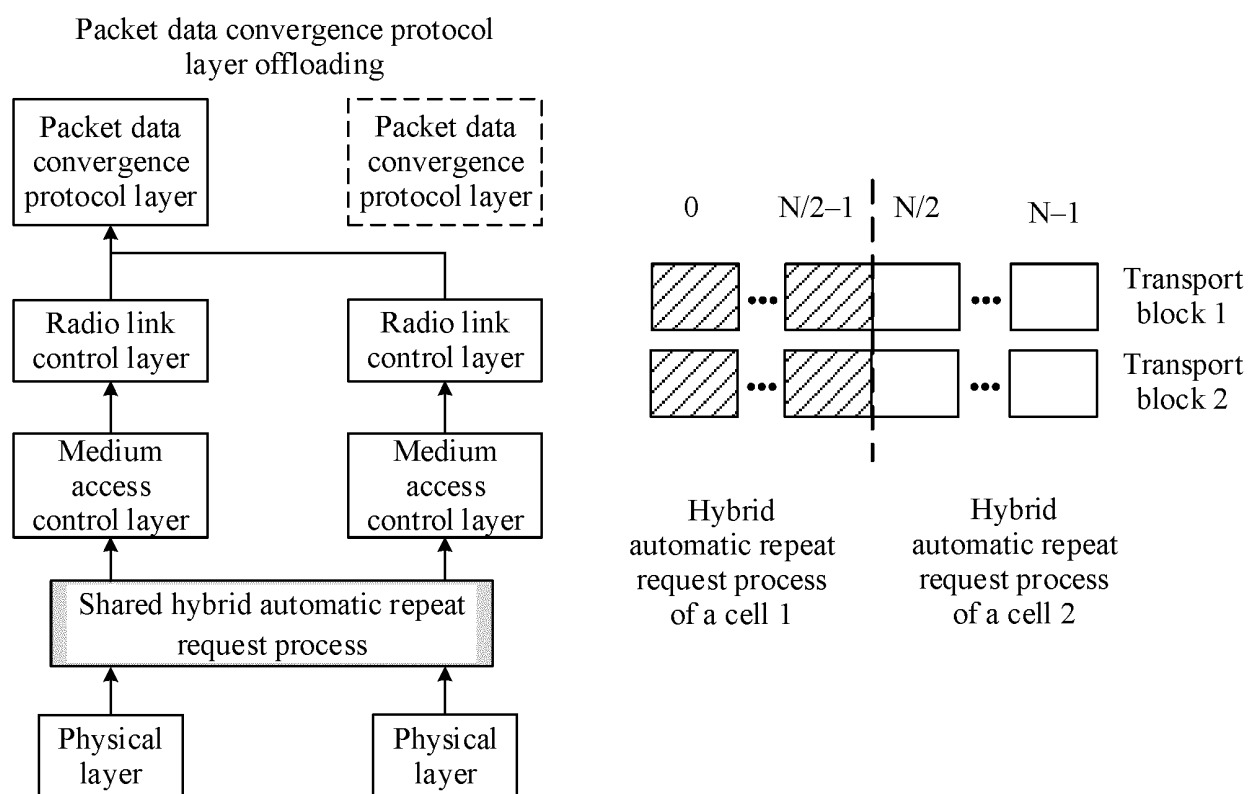 Packet data convergence protocol
layer offloading
Packet data
convergence
protocol layer
Packet data
convergence
protocol layer
Radio link
control layer
Radio link
control layer
Medium
access
control layer
Medium
access
control layer
Shared hybrid automatic repeat
request process
Physical
layer
Physical
layer
0
N/2–1
N/2
N–1
Transport
block 1
Transport
block 2
Hybrid
automatic repeat
request process
of a cell 1
Hybrid
automatic repeat
request process
of a cell 2